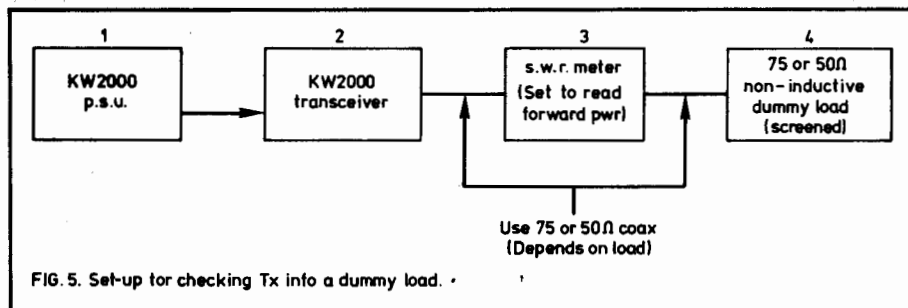 1
KW2000
p.s.u.
2
KW2000
transceiver
3
s.w.r. meter
(Set to read
forward pwr)
4
75 or 50Ω
non-inductive
dummy load
(screened)
Use 75 or 50Ω coax
(Depends on load)
FIG. 5. Set-up for checking Tx into a dummy load.